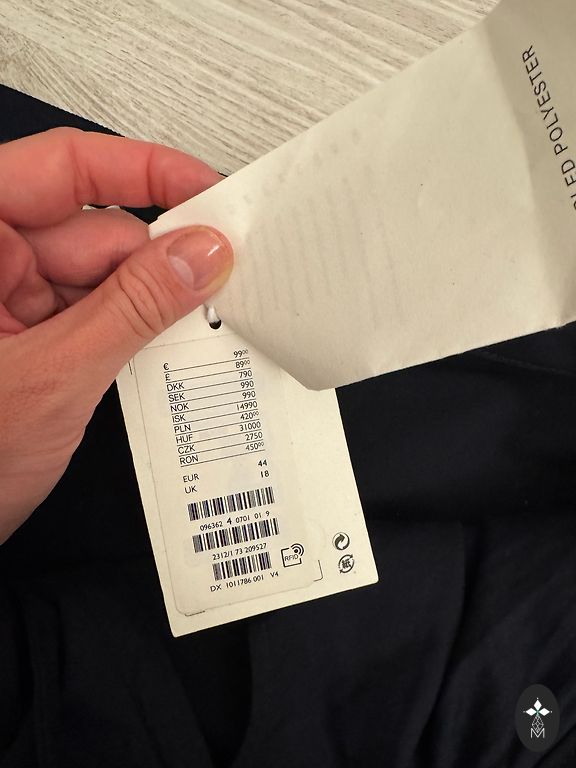 LED POLYESTER
€ 99⁰⁰
£ 89⁰⁰
DKK 790
SEK 990
NOK 990
ISK 14990
PLN 420⁰⁰
HUF 31000
CZK 2750
RON 450⁰⁰
EUR 44
UK 18
096362 4 0701 01 9
2312/1 73 209527
RFID
DX 1011786 001 V4
M